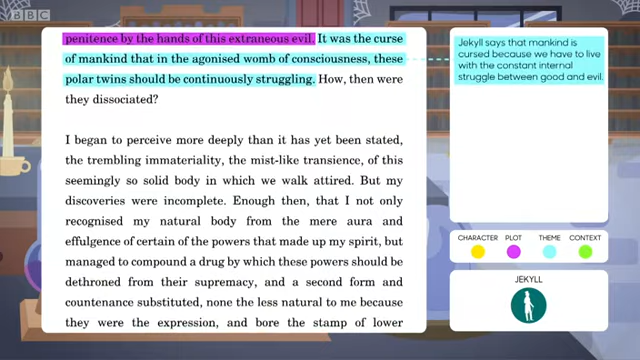 BBC
penitence by the hands of this extraneous evil. It was the curse
of mankind that in the agonised womb of consciousness, these
polar twins should be continuously struggling. How, then were
they dissociated?
I began to perceive more deeply than it has yet been stated,
the trembling immateriality, the mist-like transience, of this
seemingly so solid body in which we walk attired. But my
discoveries were incomplete. Enough then, that I not only
recognised my natural body from the mere aura and
effulgence of certain of the powers that made up my spirit, but
managed to compound a drug by which these powers should be
dethroned from their supremacy, and a second form and
countenance substituted, none the less natural to me because
they were the expression, and bore the stamp of lower
Jekyll says that mankind is
cursed because we have to live
with the constant internal
struggle between good and evil.
CHARACTER PLOT THEME CONTEXT
JEKYLL